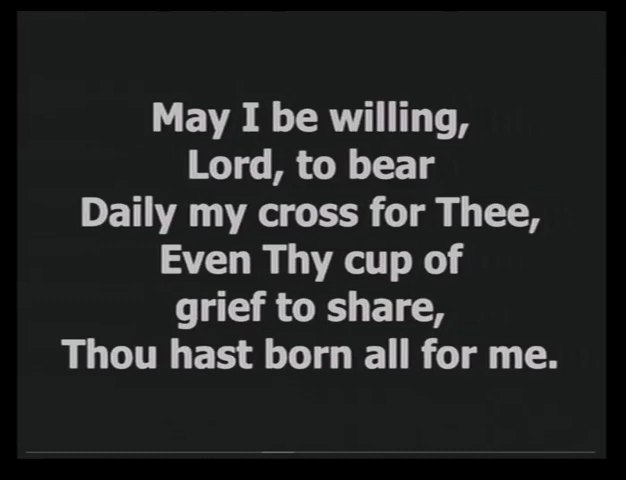 May I be willing,
Lord, to bear
Daily my cross for Thee,
Even Thy cup of
grief to share,
Thou hast born all for me.